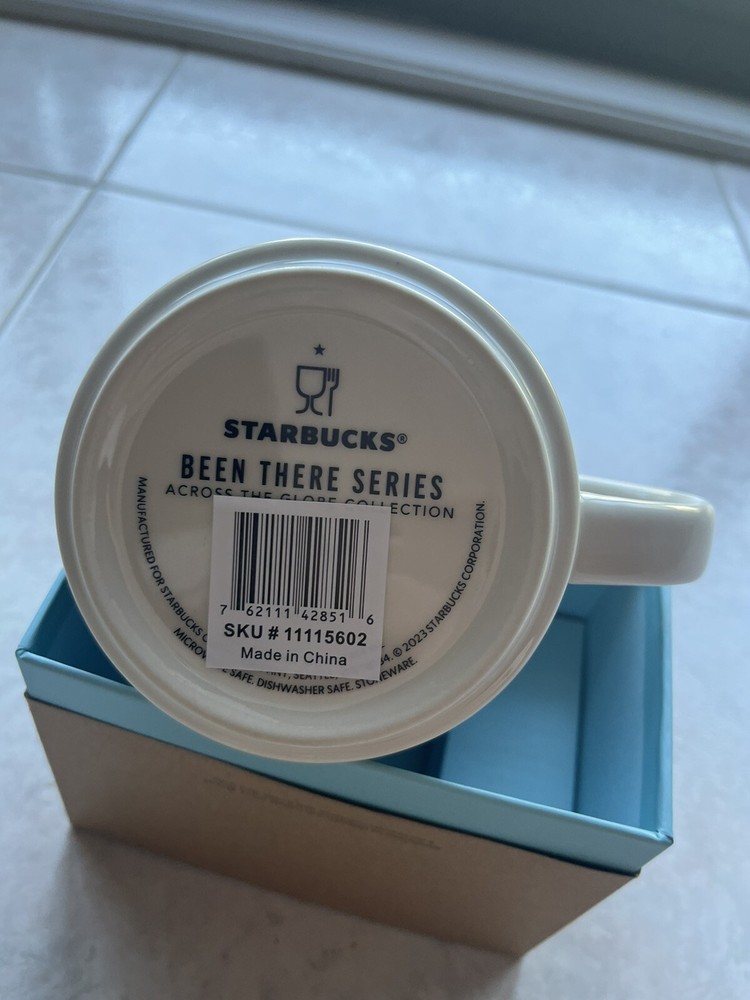 STARBUCKS®
BEEN THERE SERIES
ACROSS THE GLOBE COLLECTION
7 62111 42851 6
SKU # 11115602
Made in China
MANUFACTURED FOR STARBUCKS
SEATTLE
© 2023 STARBUCKS CORPORATION.
SAFE. DISHWASHER SAFE. STONEWARE.